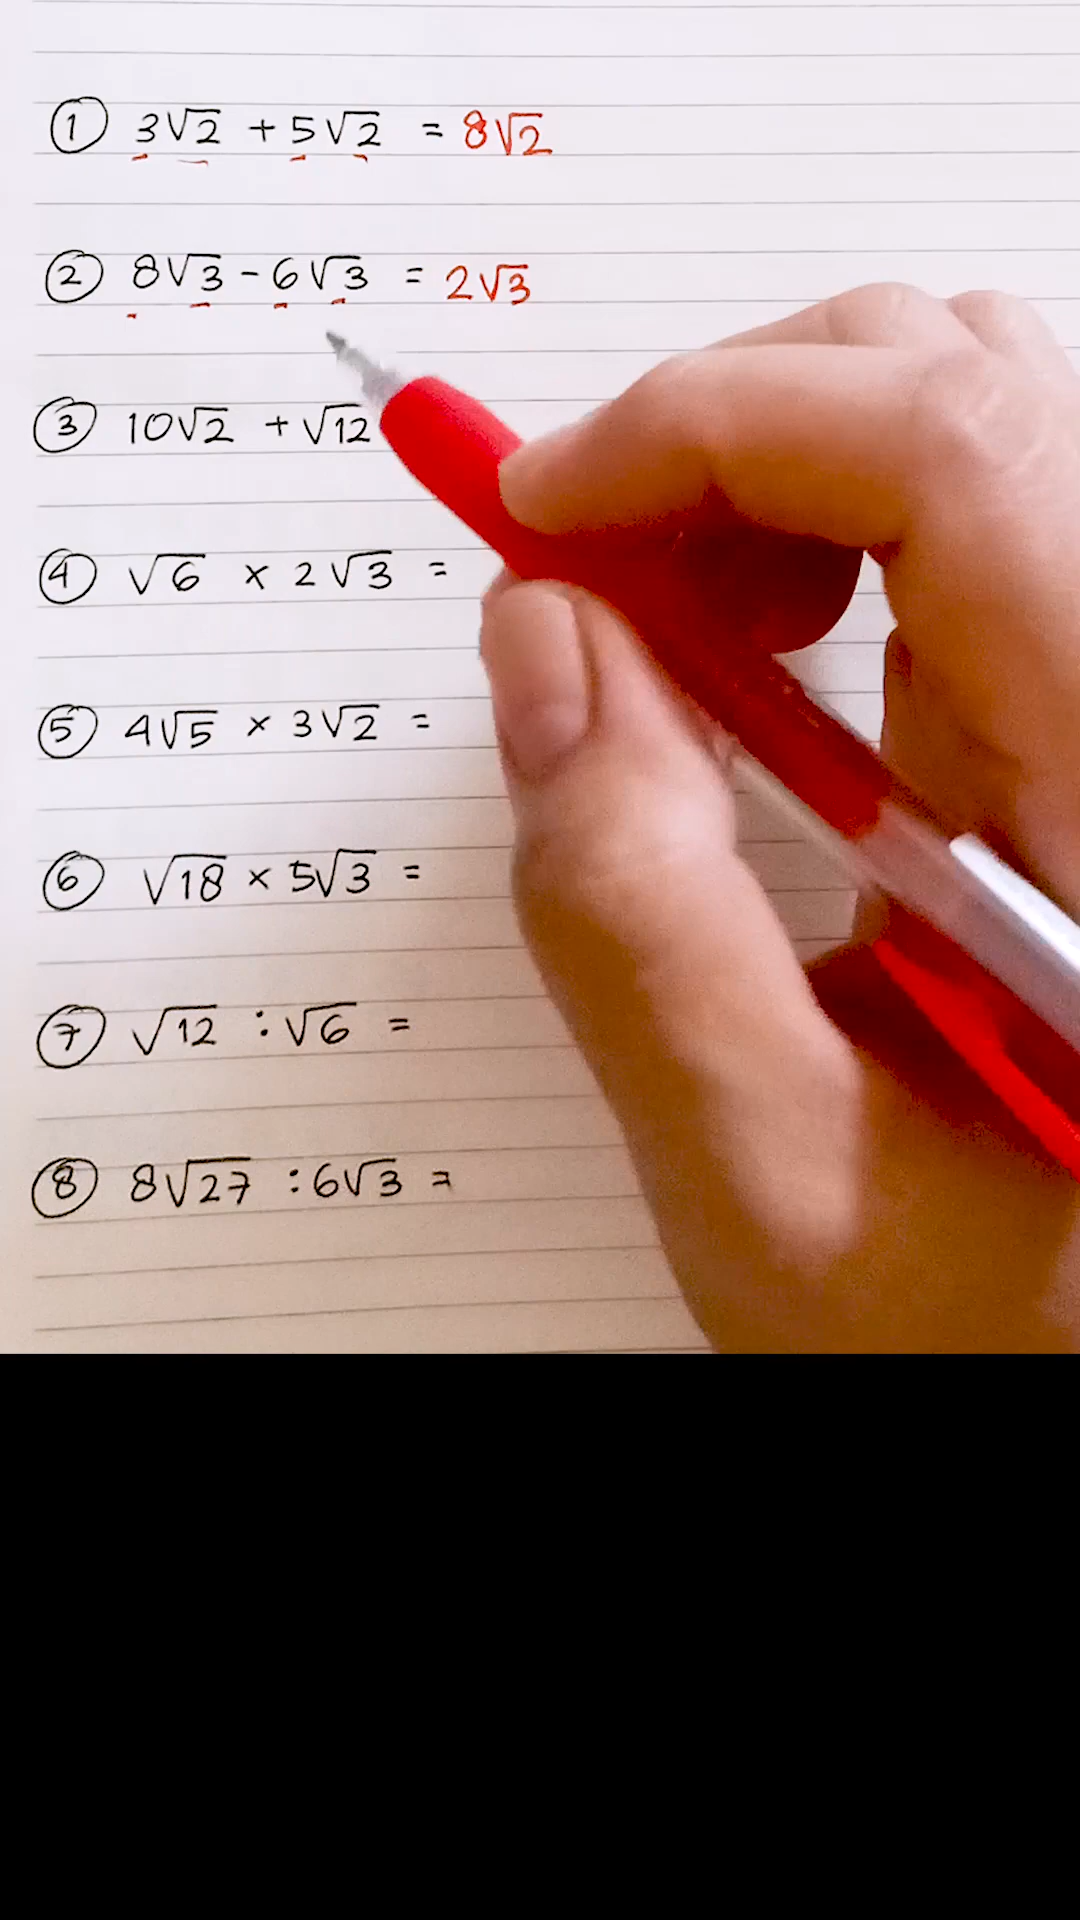 ① 3√2 + 5√2 = 8√2
② 8√3 - 6√3 = 2√3
③ 10√2 + √12
④ √6 × 2√3 =
⑤ 4√5 × 3√2 =
⑥ √18 × 5√3 =
⑦ √12 : √6 =
⑧ 8√27 : 6√3 =